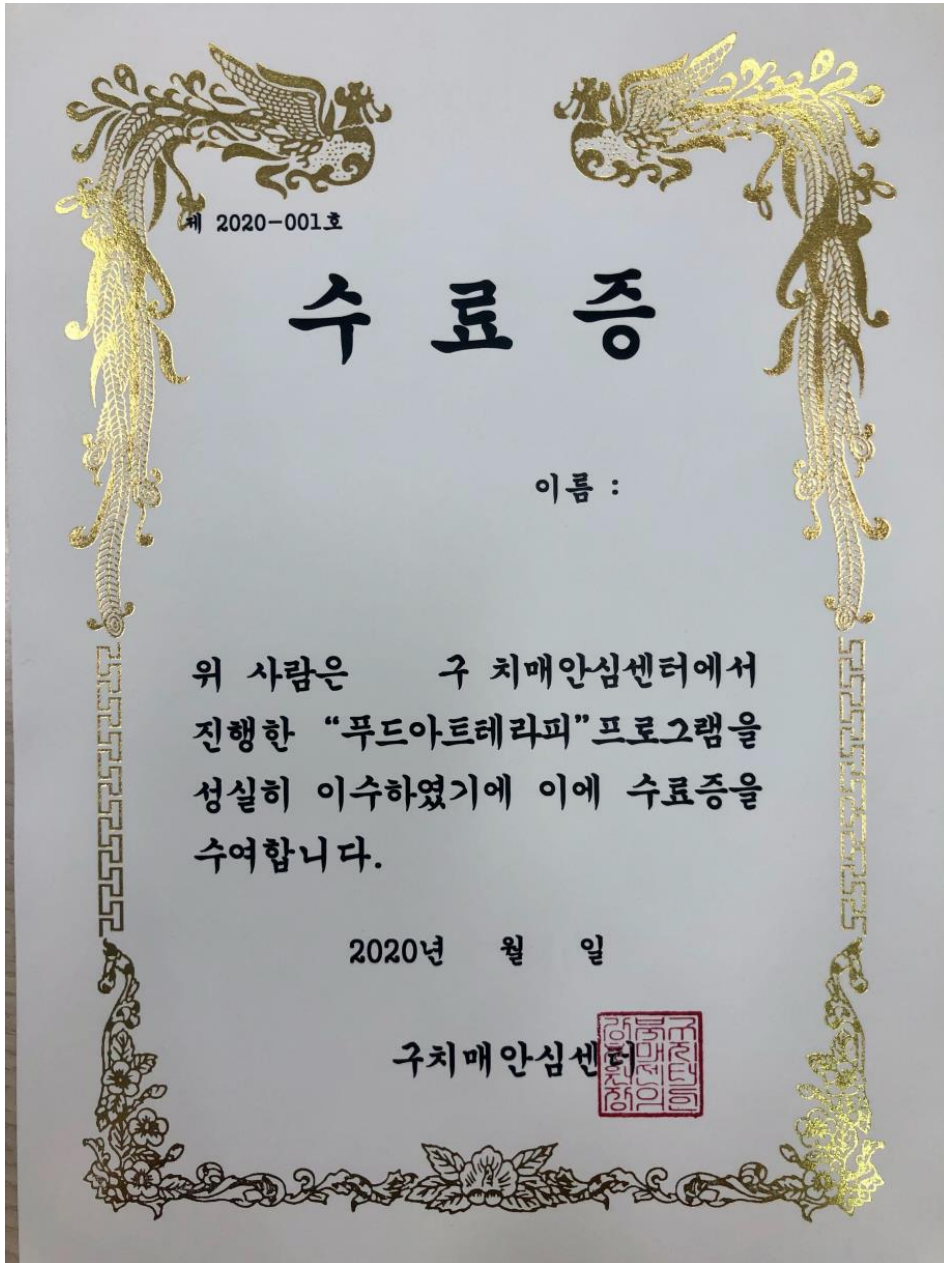 제 2020-001호
수 료 증
이름 :
위 사람은 구 치매안심센터에서
진행한 “푸드아트테라피”프로그램을
성실히 이수하였기에 이에 수료증을
수여합니다.
2020년 월 일
구치매안심센터